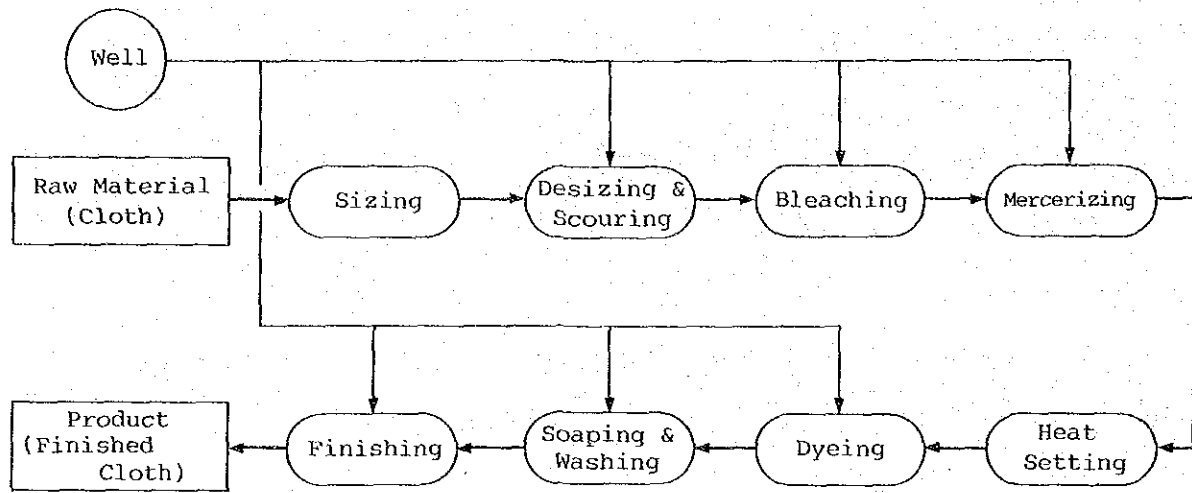 Well
Raw Material
(Cloth)
Sizing
Desizing &
Scouring
Bleaching
Mercerizing
Product
(Finished
Cloth)
Finishing
Soaping &
Washing
Dyeing
Heat
Setting